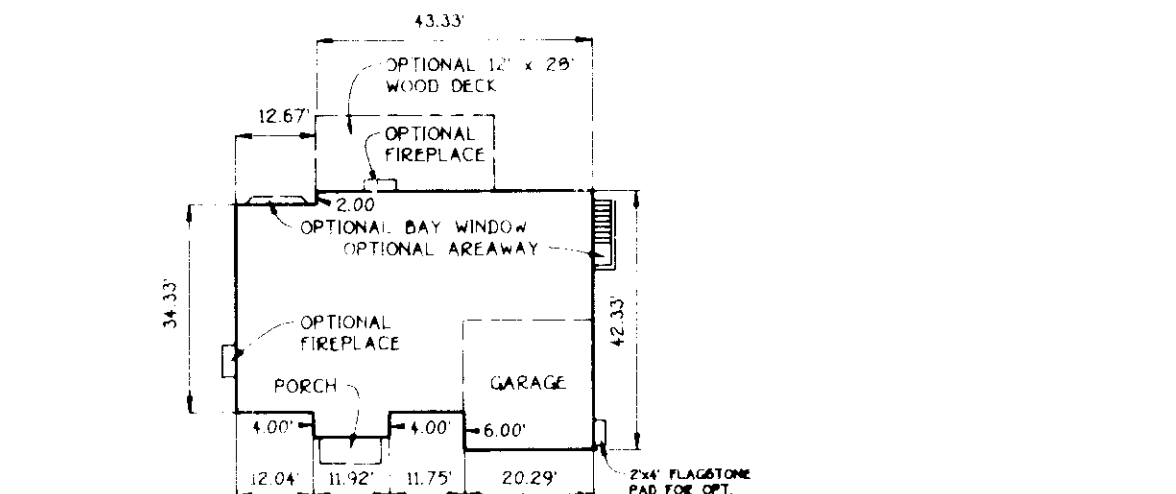 43.33'
OPTIONAL 12' x 28'
WOOD DECK
12.67'
OPTIONAL
FIREPLACE
2.00
OPTIONAL BAY WINDOW
OPTIONAL AREAWAY
34.33'
42.33'
OPTIONAL
FIREPLACE
PORCH
GARAGE
4.00'
4.00'
6.00'
12.04'
11.92'
11.75'
20.29'
2'x4' FLAGSTONE
PAD FOR OPT.